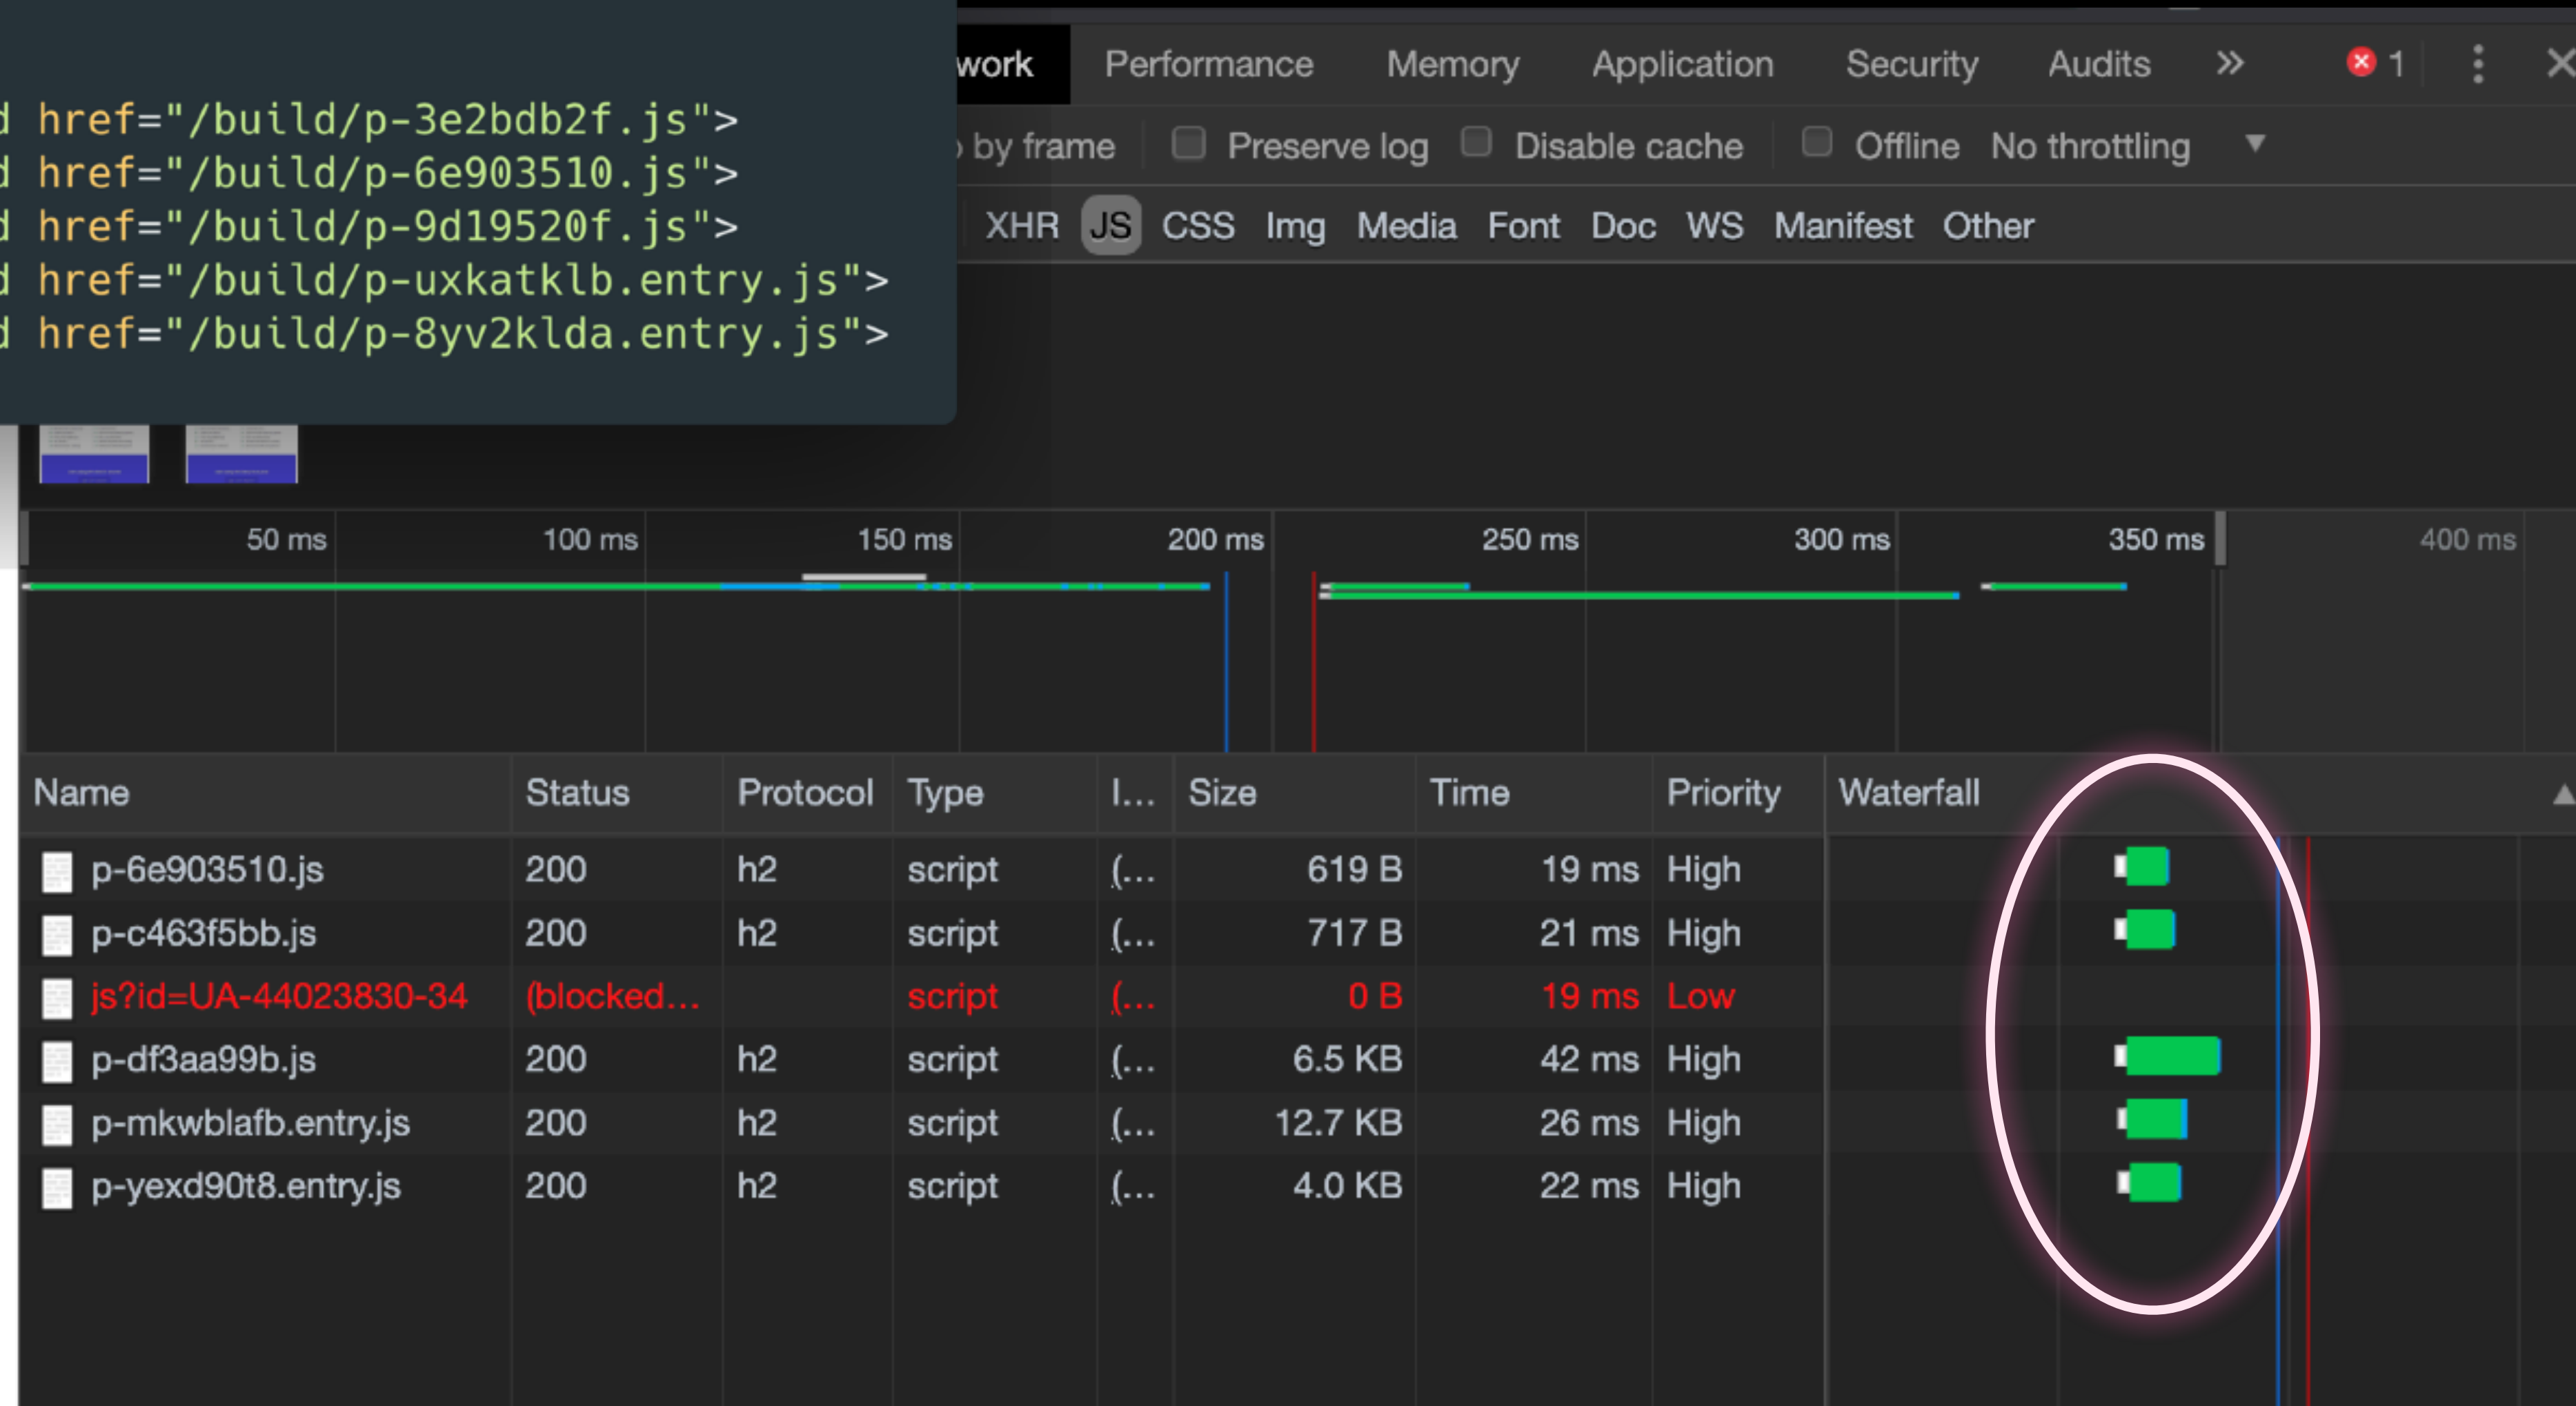 d href="/build/p-3e2bdb2f.js">
d href="/build/p-6e903510.js">
d href="/build/p-9d19520f.js">
d href="/build/p-uxkatklb.entry.js">
d href="/build/p-8yv2klda.entry.js">
work Performance Memory Application Security Audits » 1
by frame Preserve log Disable cache Offline No throttling
XHR JS CSS Img Media Font Doc WS Manifest Other
50 ms 100 ms 150 ms 200 ms 250 ms 300 ms 350 ms 400 ms
Name Status Protocol Type I... Size Time Priority Waterfall
p-6e903510.js 200 h2 script (... 619 B 19 ms High
p-c463f5bb.js 200 h2 script (... 717 B 21 ms High
js?id=UA-44023830-34 (blocked... script (... 0 B 19 ms Low
p-df3aa99b.js 200 h2 script (... 6.5 KB 42 ms High
p-mkwblafb.entry.js 200 h2 script (... 12.7 KB 26 ms High
p-yexd90t8.entry.js 200 h2 script (... 4.0 KB 22 ms High